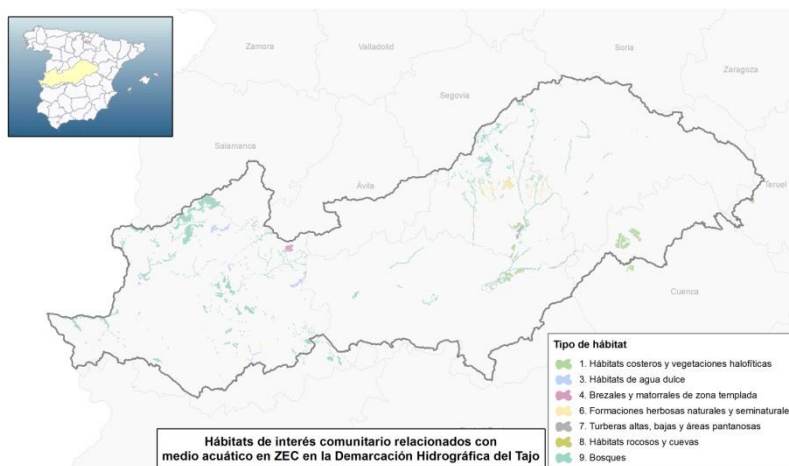 Zamora
Valladolid
Soria
Zaragoza
Segovia
Salamanca
Ávila
Teruel
Cuenca
Tipo de hábitat
1. Hábitats costeros y vegetaciones halofíticas
3. Hábitats de agua dulce
4. Brezales y matorrales de zona templada
6. Formaciones herbosas naturales y seminaturale
7. Turberas altas, bajas y áreas pantanosas
8. Hábitats rocosos y cuevas
9. Bosques
Hábitats de interés comunitario relacionados con
medio acuático en ZEC en la Demarcación Hidrográfica del Tajo